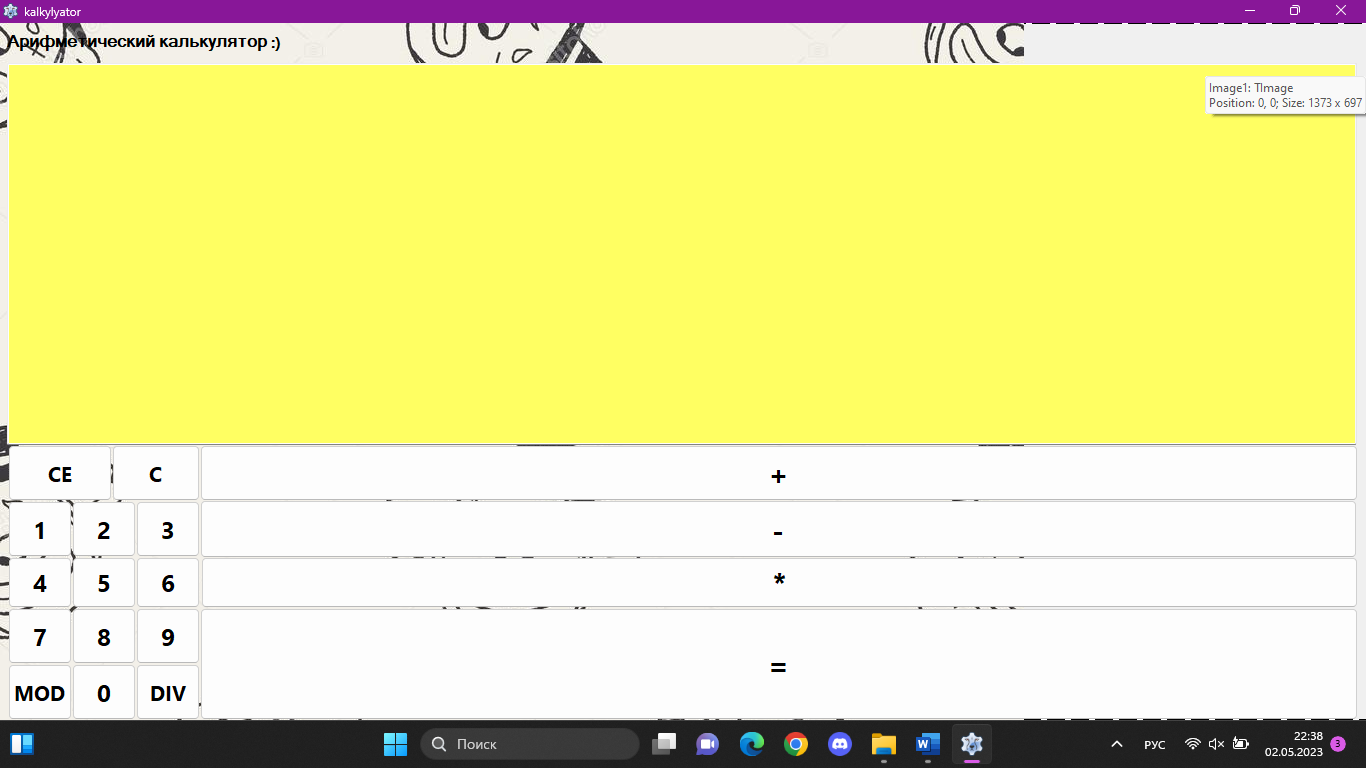 kalkylyator
Арифметический калькулятор :)
Image1: TImage
Position: 0, 0; Size: 1373 x 697
CE C +
1 2 3 -
4 5 6 *
7 8 9
=
MOD 0 DIV
Поиск
РУС
22:38
02.05.2023
3